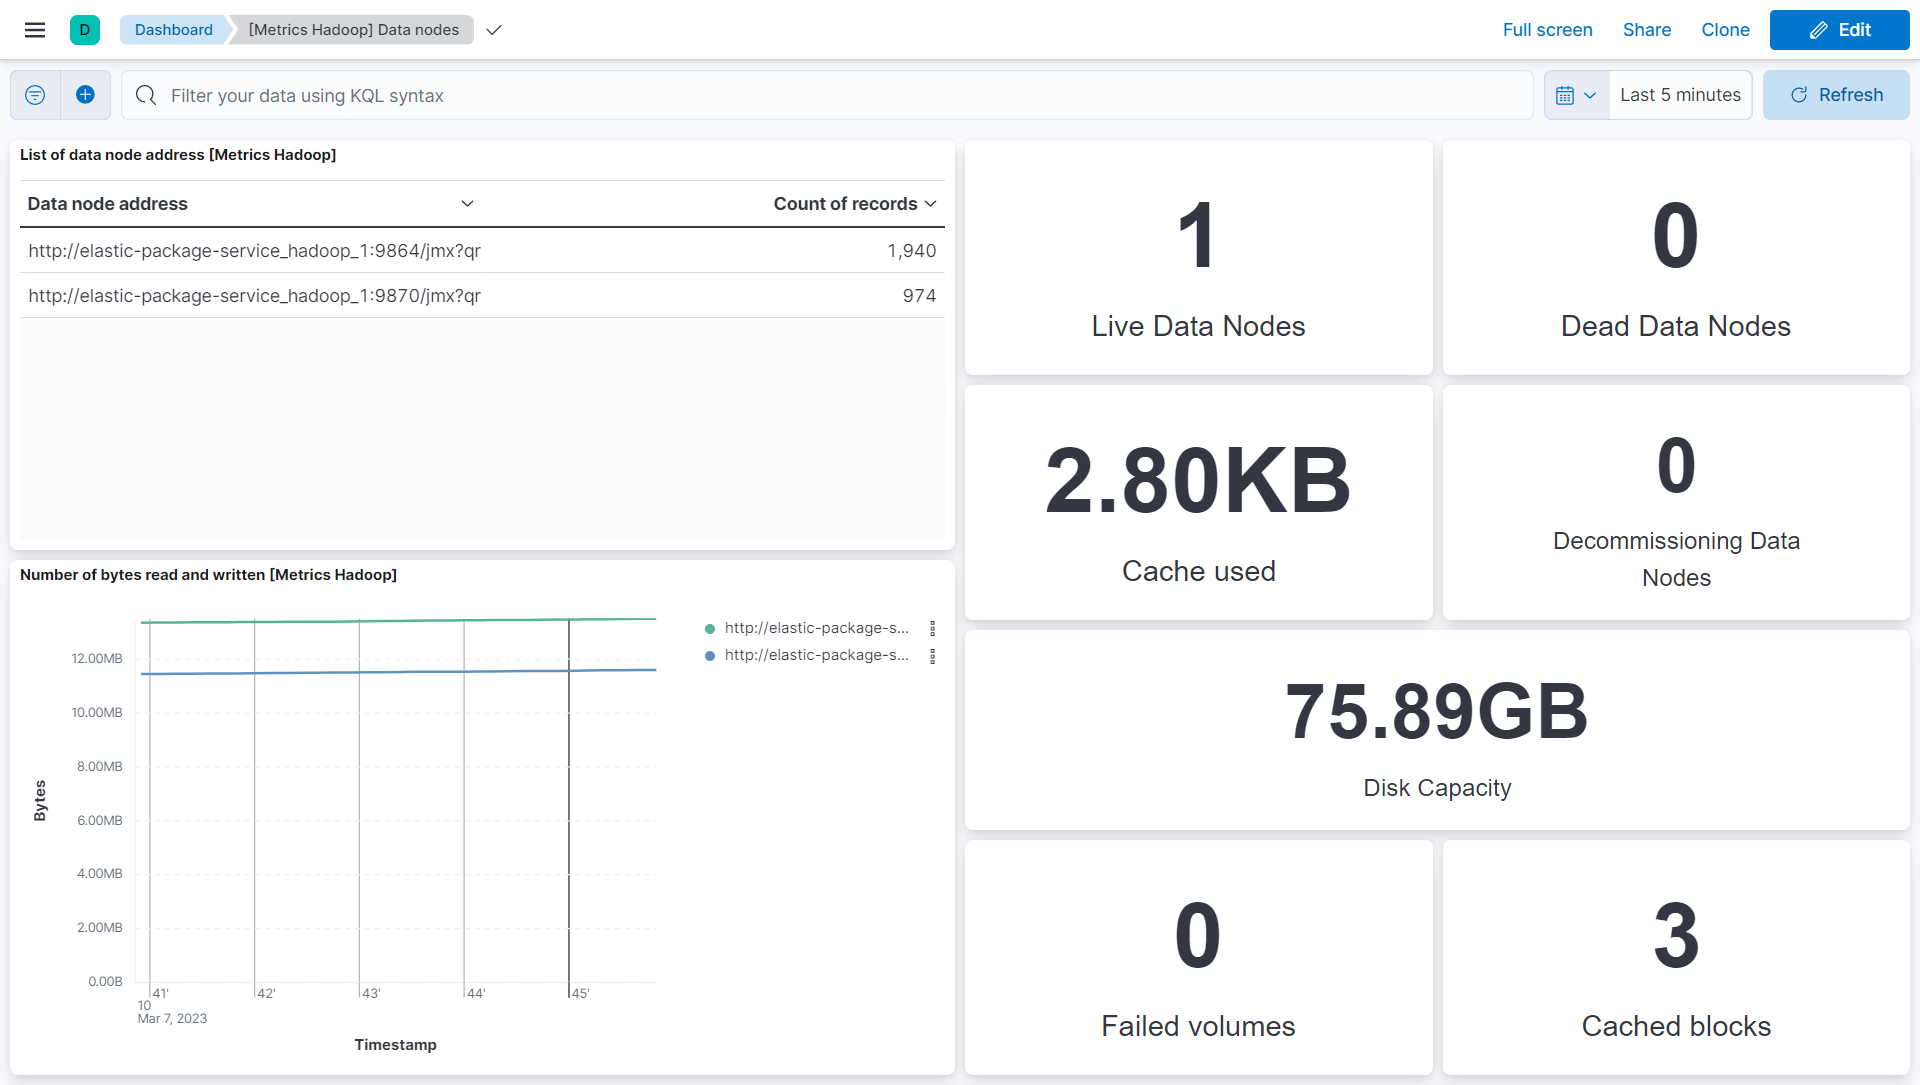 D
Dashboard
[Metrics Hadoop] Data nodes
Full screen
Share
Clone
Edit
Filter your data using KQL syntax
Last 5 minutes
Refresh
List of data node address [Metrics Hadoop]
Data node address
Count of records
http://elastic-package-service_hadoop_1:9864/jmx?qr
1,940
http://elastic-package-service_hadoop_1:9870/jmx?qr
974
1
Live Data Nodes
0
Dead Data Nodes
2.80KB
Cache used
0
Decommissioning Data
Nodes
75.89GB
Disk Capacity
0
Failed volumes
3
Cached blocks
Number of bytes read and written [Metrics Hadoop]
http://elastic-package-s...
http://elastic-package-s...
Bytes
12.00MB
10.00MB
8.00MB
6.00MB
4.00MB
2.00MB
0.00B
41'
42'
43'
44'
45'
10
Mar 7, 2023
Timestamp